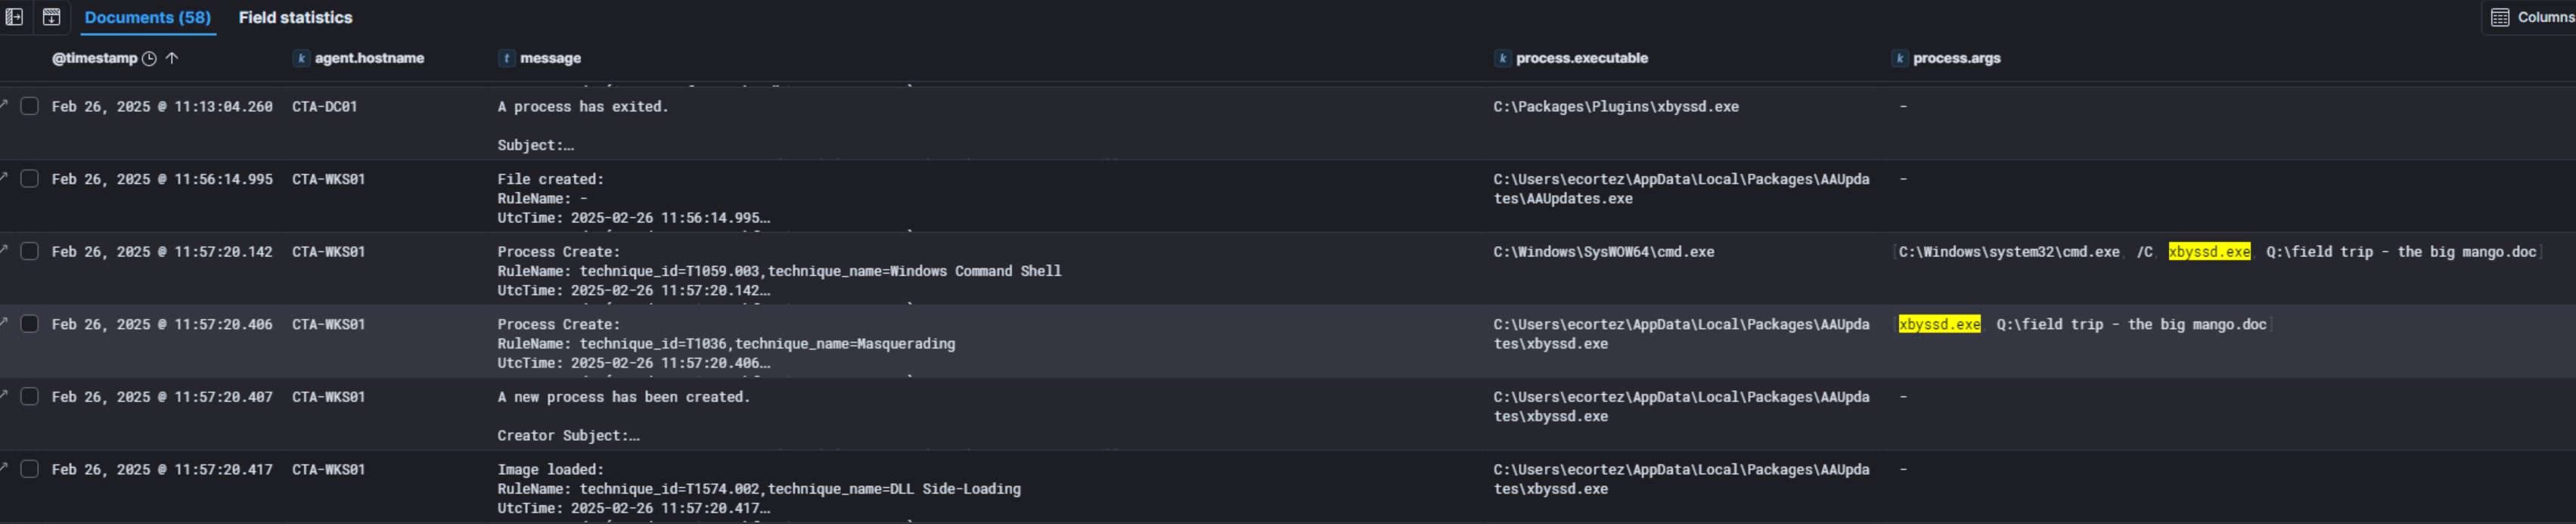 Documents (58) Field statistics Columns
@timestamp k agent.hostname t message k process.executable k process.args
Feb 26, 2025 @ 11:13:04.260 CTA-DC01 A process has exited. C:\Packages\Plugins\xbyssd.exe -
Subject:…
Feb 26, 2025 @ 11:56:14.995 CTA-WKS01 File created: C:\Users\ecortez\AppData\Local\Packages\AAUpda -
RuleName: - tes\AAUpdates.exe
UtcTime: 2025-02-26 11:56:14.995…
Feb 26, 2025 @ 11:57:20.142 CTA-WKS01 Process Create: C:\Windows\SysWOW64\cmd.exe [C:\Windows\system32\cmd.exe, /C, xbyssd.exe, Q:\field trip - the big mango.doc]
RuleName: technique_id=T1059.003,technique_name=Windows Command Shell
UtcTime: 2025-02-26 11:57:20.142…
Feb 26, 2025 @ 11:57:20.406 CTA-WKS01 Process Create: C:\Users\ecortez\AppData\Local\Packages\AAUpda [xbyssd.exe, Q:\field trip - the big mango.doc]
RuleName: technique_id=T1036,technique_name=Masquerading tes\xbyssd.exe
UtcTime: 2025-02-26 11:57:20.406…
Feb 26, 2025 @ 11:57:20.407 CTA-WKS01 A new process has been created. C:\Users\ecortez\AppData\Local\Packages\AAUpda -
tes\xbyssd.exe
Creator Subject:…
Feb 26, 2025 @ 11:57:20.417 CTA-WKS01 Image loaded: C:\Users\ecortez\AppData\Local\Packages\AAUpda -
RuleName: technique_id=T1574.002,technique_name=DLL Side-Loading tes\xbyssd.exe
UtcTime: 2025-02-26 11:57:20.417…